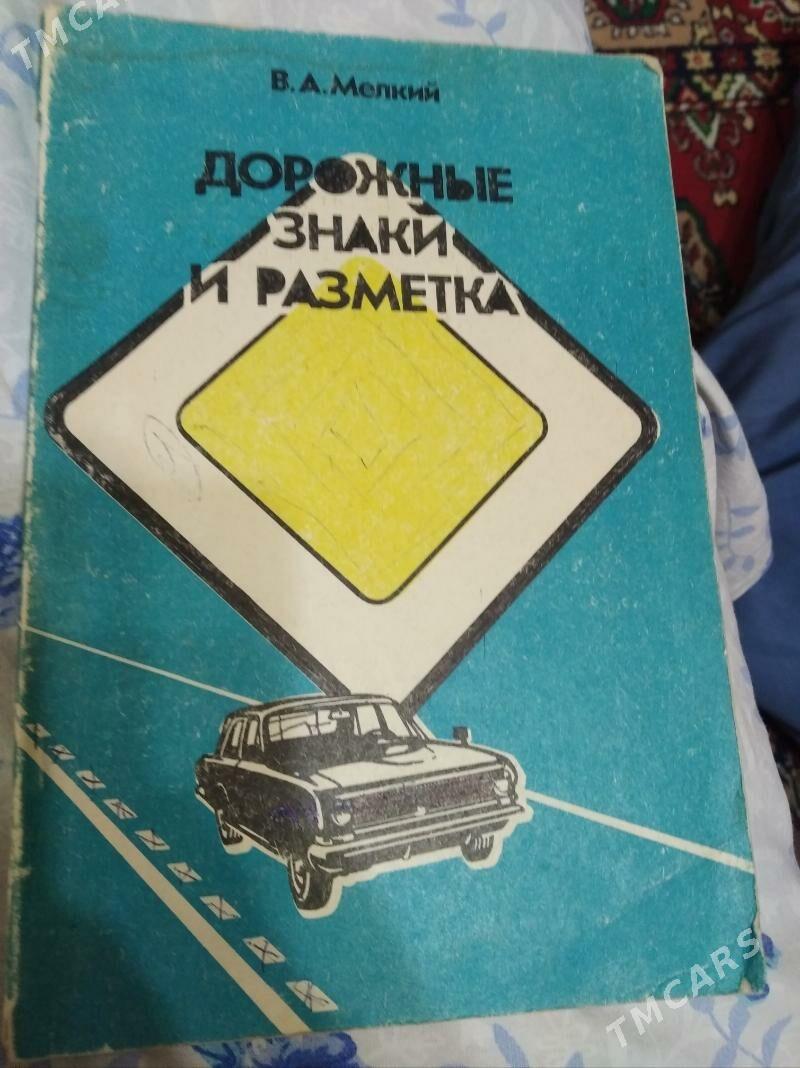 TMCARS
В.А.Мелкий
ДОРОЖНЫЕ
ЗНАКИ
И РАЗМЕТКА
TMCARS